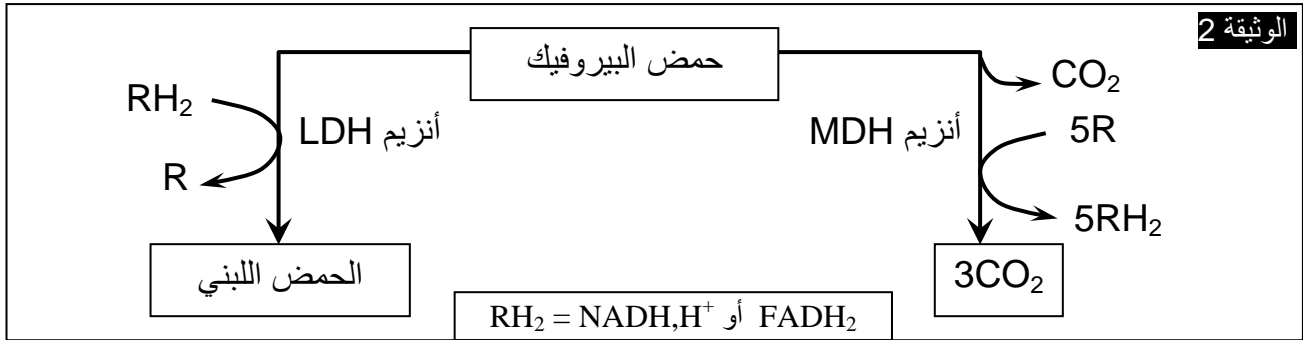 الوثيقة 2
حمض البيروفيك
CO₂
RH₂
أنزيم LDH
أنزيم MDH
5R
R
5RH₂
الحمض اللبني
3CO₂
RH₂ = NADH,H⁺ أو FADH₂